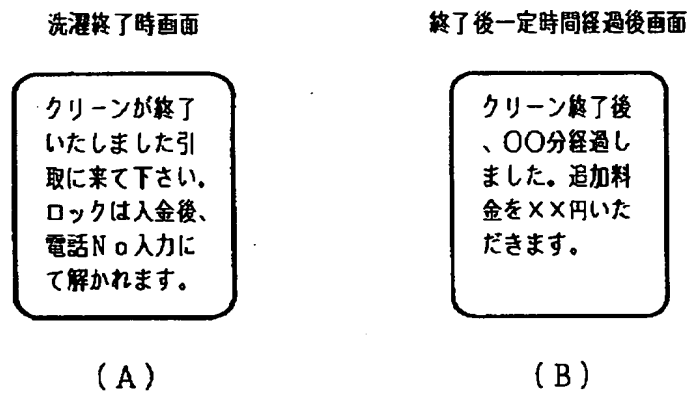 洗濯終了時画面
クリーンが終了
いたしました引
取に来て下さい.
ロックは入金後、
電話No入力に
て解かれます。
(A)
終了後一定時間経過後画面
クリーン終了後
、〇〇分経過し
ました。追加料
金を××円いた
だきます。
(B)